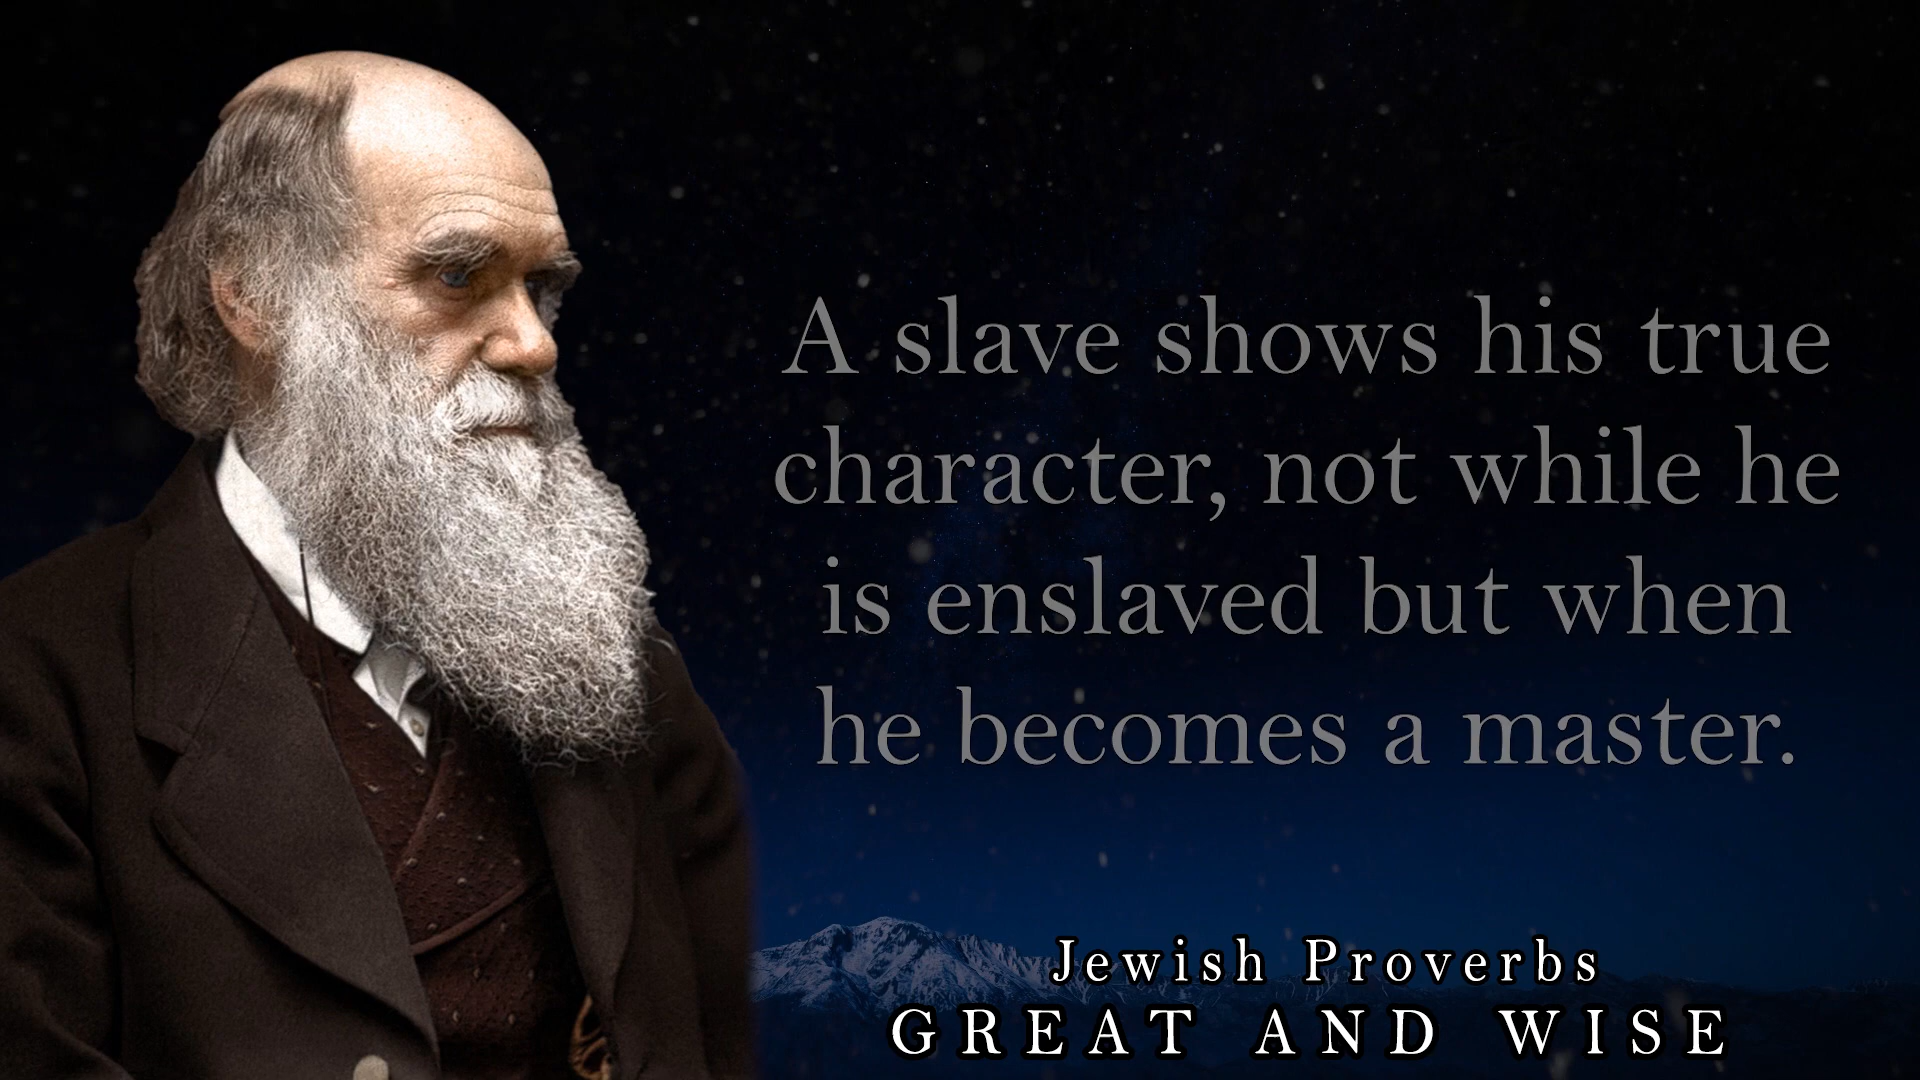 A slave shows his true
character, not while he
is enslaved but when
he becomes a master.
Jewish Proverbs
GREAT AND WISE